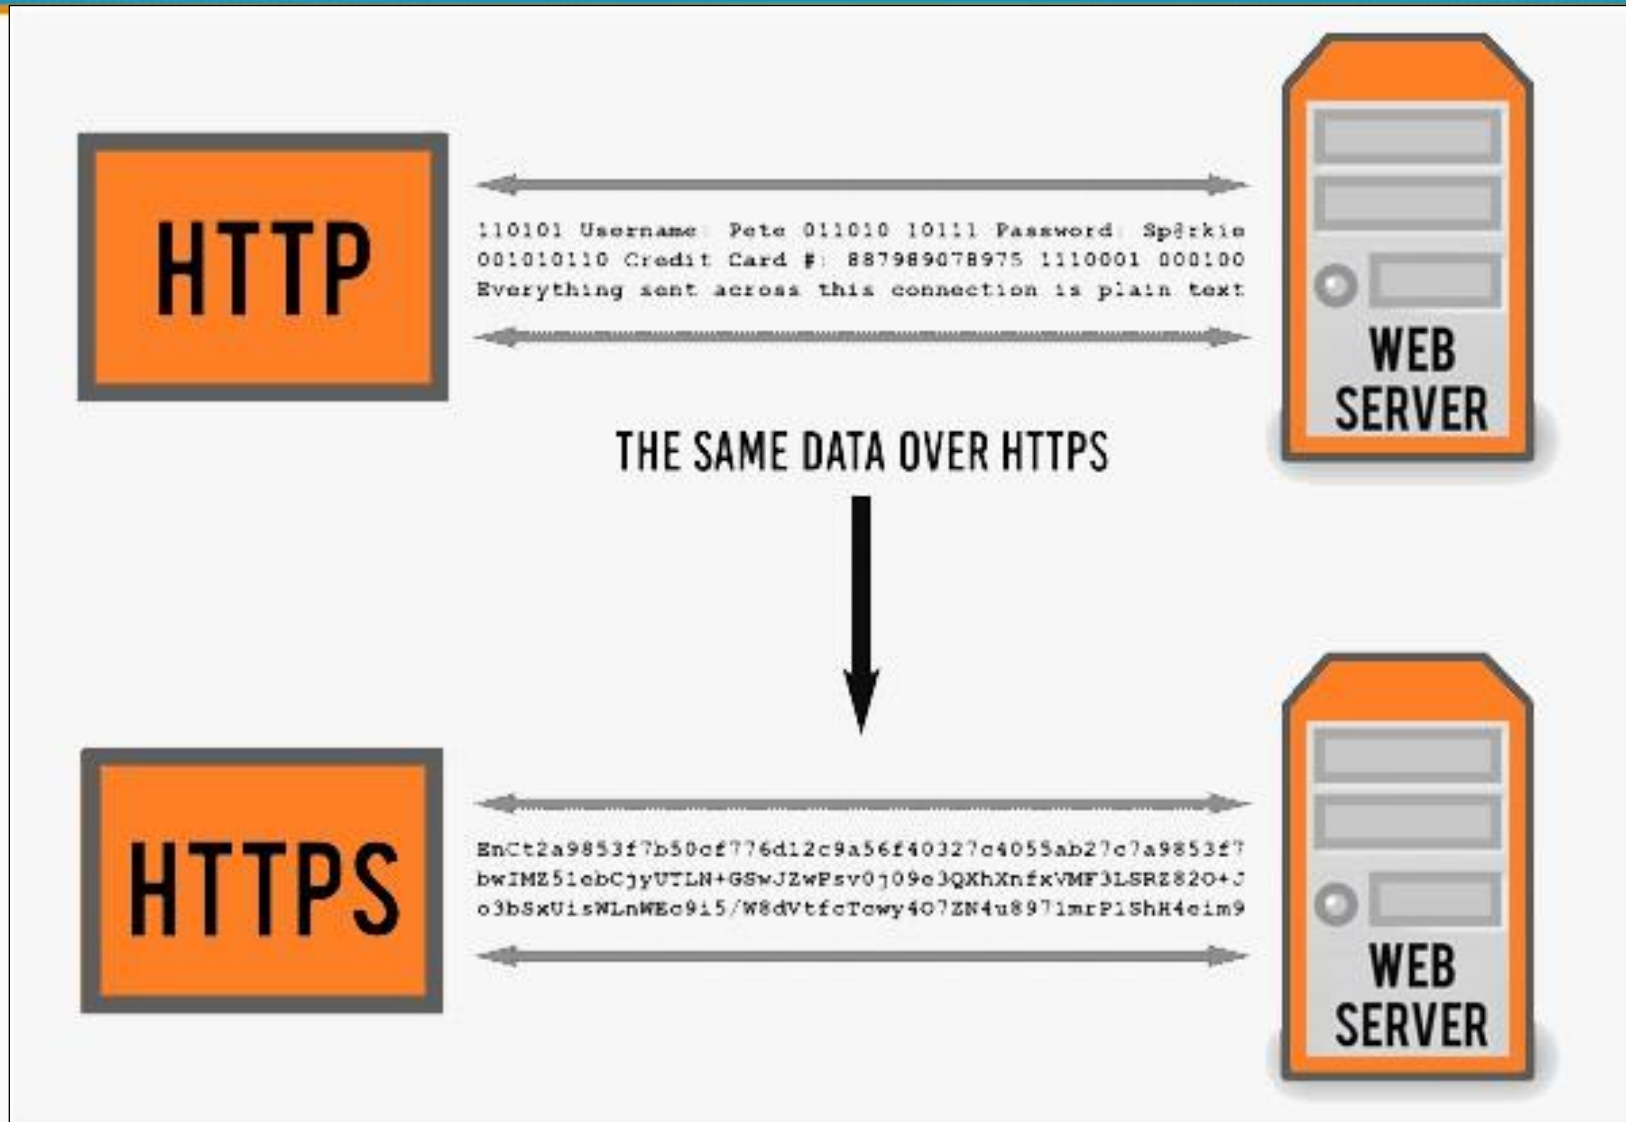 HTTP
110101 Username: Pete 011010 10111 Password: Sp@rkie
001010110 Credit Card #: 887989078975 1110001 000100
Everything sent across this connection is plain text
WEB
SERVER
THE SAME DATA OVER HTTPS
HTTPS
EnCt2a9853f7b50cf776d12c9a56f40327c4055ab27c7a9853f7
WEB
SERVER